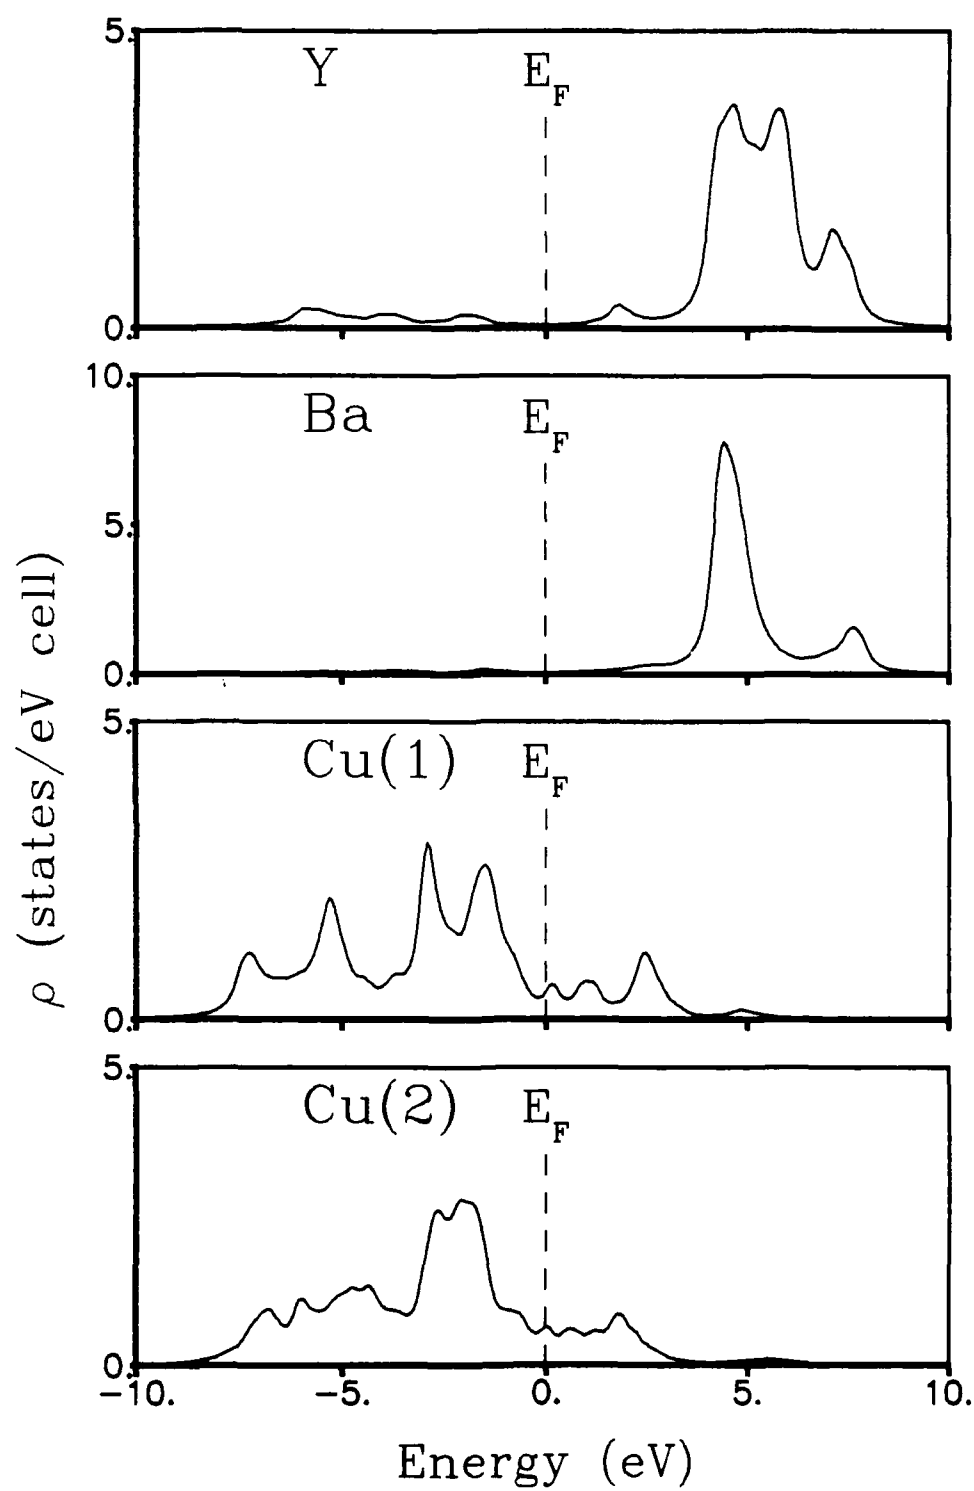 5.
Y
E_F
0.
10.
Ba
E_F
5.
0.
5.
Cu(1)
E_F
0.
5.
Cu(2)
E_F
0.
-10. -5. 0. 5. 10.
Energy (eV)
ρ (states/eV cell)